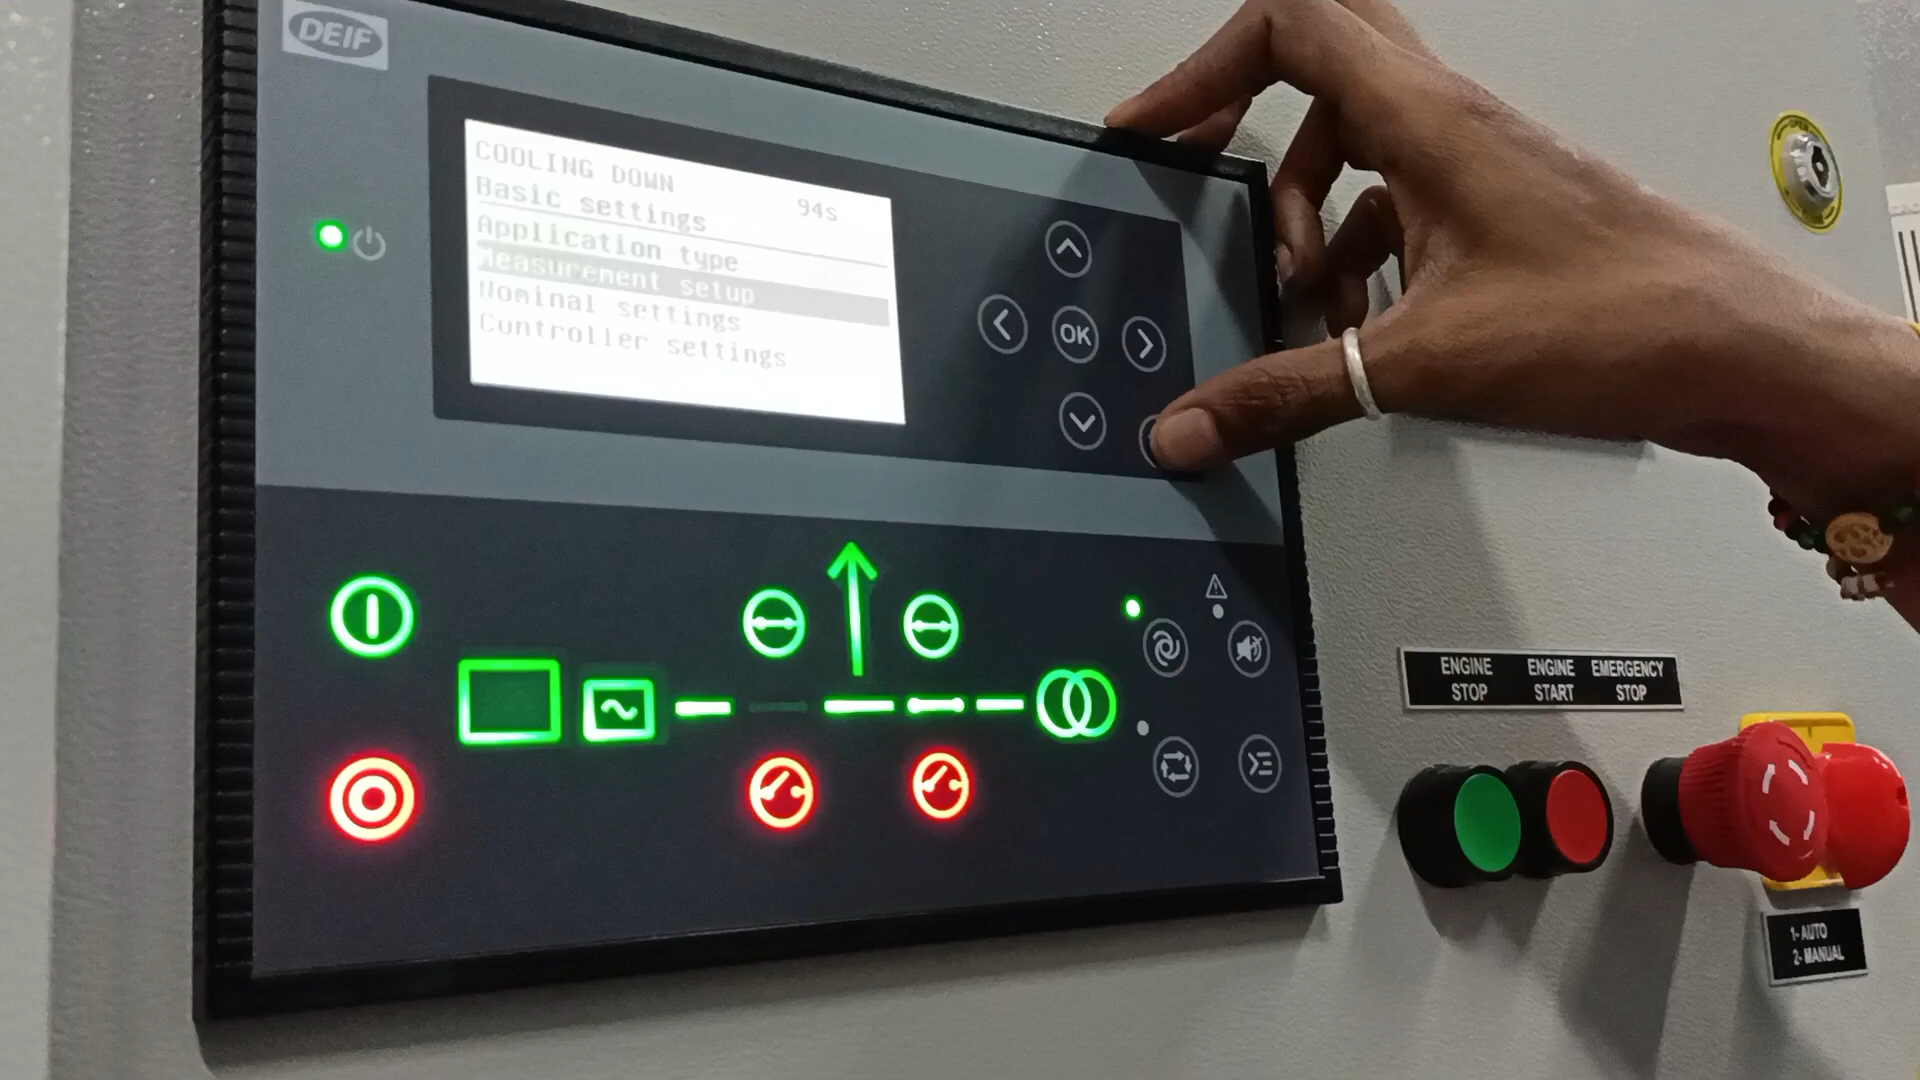 DEIF
COOLING DOWN
94s
Basic settings
Application type
Measurement setup
Nominal settings
Controller settings
OK
ENGINE STOP
ENGINE START
EMERGENCY STOP
1- AUTO
2- MANUAL